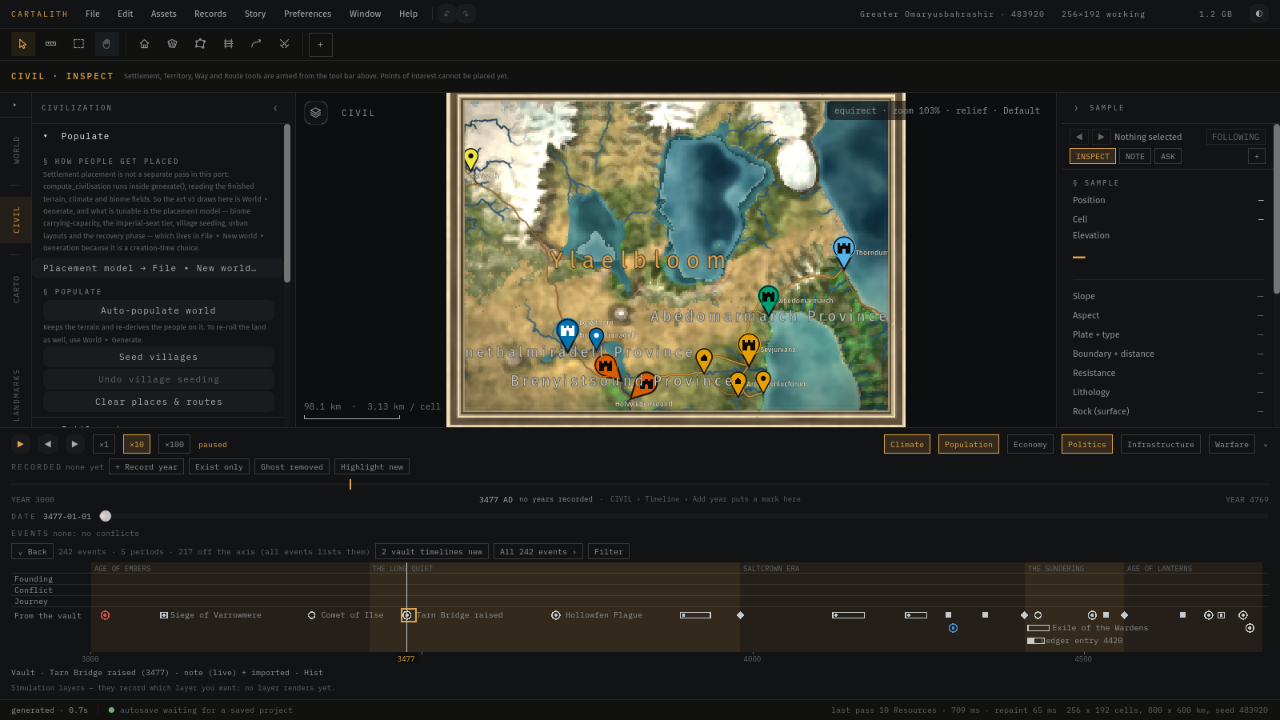 CARTALITH File Edit Assets Records Story Preferences Window Help
Greater Omaryusbahrashir · 483920 256×192 working 1.2 GB
CIVIL · INSPECT Settlement, Territory, Way and Route tools are armed from the tool bar above. Points of interest cannot be placed yet.
WORLD
CIVIL
CARTO
LANDMARKS
CIVILIZATION
Populate
§ HOW PEOPLE GET PLACED
Settlement placement is not a separate pass in this port:
compute_civilisation runs inside generate(), reading the finished
terrain, climate and biome fields. So the act v3 draws here is World •
Generate, and what is tunable is the placement model -- biome
carrying-capacity, the imperial-seat tier, village seeding, urban
layouts and the recovery phase -- which lives in File • New world •
Generation because it is a creation-time choice.
Placement model → File • New world…
§ POPULATE
Auto-populate world
Keeps the terrain and re-derives the people on it. To re-roll the land
as well, use World • Generate.
Seed villages
Undo village seeding
Clear places & routes
CIVIL
equirect · room 103% · relief · Default
Ylaelbloom
Thorndum
Abedomarmarch
Abedomarmarch Province
nethalmiradell Province
Sevjuniana
Brenylstsound Province
98.1 km · 3.13 km / cell
SAMPLE
Nothing selected FOLLOWING
INSPECT NOTE ASK +
§ SAMPLE
Position —
Cell —
Elevation
—
Slope —
Aspect —
Plate + type —
Boundary + distance —
Resistance —
Lithology —
Rock (surface) —
×1 ×10 ×100 paused
Climate Population Economy Politics Infrastructure Warfare
RECORDED none yet + Record year Exist only Ghost removed Highlight new
YEAR 3000 3477 AD no years recorded · CIVIL • Timeline • Add year puts a mark here YEAR 4769
DATE 3477-01-01
EVENTS none: no conflicts
Back 242 events · 5 periods · 217 off the axis (all events lists them) 2 vault timelines new All 242 events › Filter
AGE OF EMBERS THE LONG QUIET SALTCROWN ERA THE SUNDERING AGE OF LANTERNS
Founding
Conflict
Journey
From the vault Siege of Varrowmere Comet of Ilse Tarn Bridge raised Hollowfen Plague
Exile of the Wardens
edger entry 4420
3000 3477 4000 4500
Vault · Tarn Bridge raised (3477) · note (live) + imported · Hist
Simulation layers — they record which layer you want; no layer renders yet.
generated · 0.7s autosave waiting for a saved project
last pass 10 Resources · 709 ms · repaint 65 ms 256 x 192 cells, 800 x 600 km, seed 483920